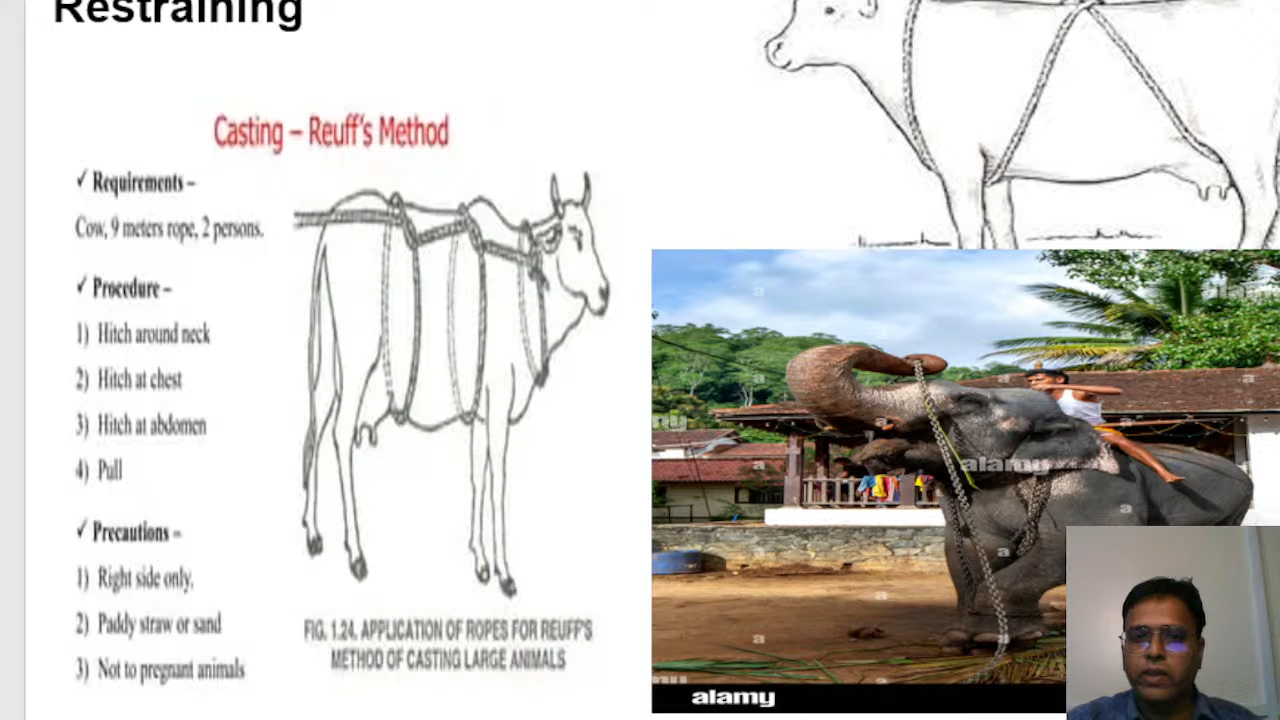 Restraining
Casting – Reuff's Method
✓ Requirements –
Cow, 9 meters rope, 2 persons.
✓ Procedure –
1) Hitch around neck
2) Hitch at chest
3) Hitch at abdomen
4) Pull
✓ Precautions –
1) Right side only.
2) Paddy straw or sand
3) Not to pregnant animals
FIG. 1.24. APPLICATION OF ROPES FOR REUFF'S
METHOD OF CASTING LARGE ANIMALS
alamy
alamy